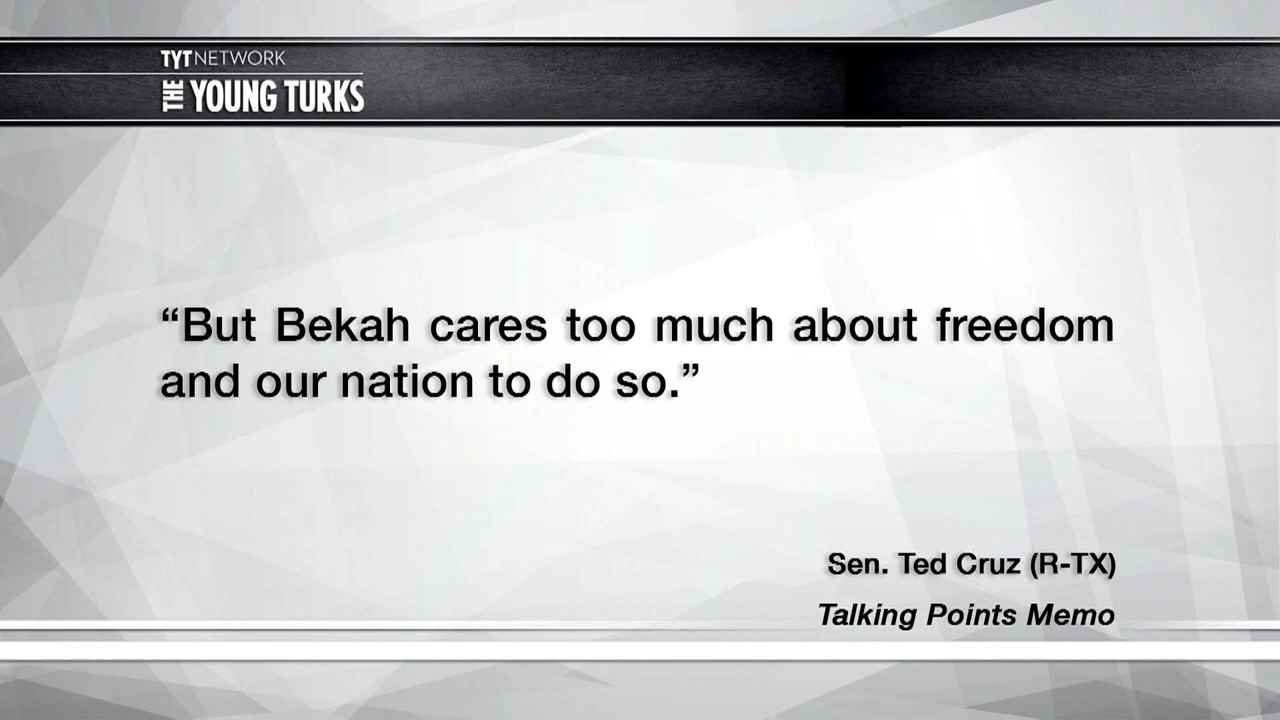 TYT NETWORK
THE YOUNG TURKS
“But Bekah cares too much about freedom
and our nation to do so.”
Sen. Ted Cruz (R-TX)
Talking Points Memo